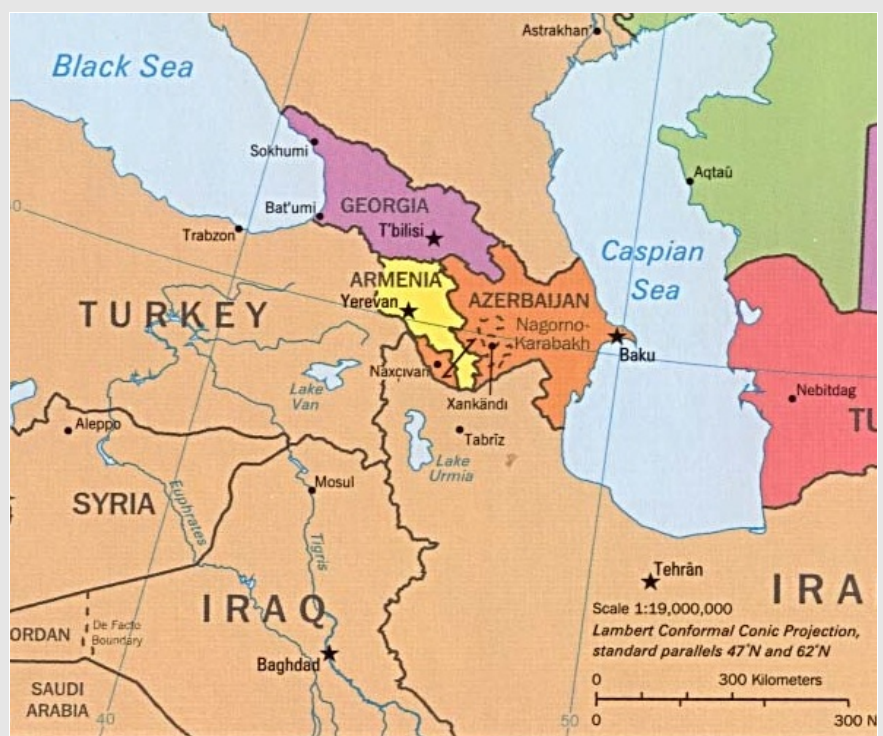 Astrakhan'
Black Sea
Sokhumi
Aqtaū
GEORGIA
Bat'umi
T'bilisi
Trabzon
Caspian
Sea
ARMENIA
Yerevan
AZERBAIJAN
TURKEY
Nagorno-
Karabakh
Baku
Naxçıvan
Lake
Van
Nebitdag
Xankändı
TU
Aleppo
Tabrīz
Lake
Urmia
Mosul
SYRIA
Euphrates
Tigris
Tehrān
IRA
Scale 1:19,000,000
IRAQ
De Facto
Boundary
ORDAN
Lambert Conformal Conic Projection,
standard parallels 47°N and 62°N
Baghdad
0 300 Kilometers
SAUDI
ARABIA
40
50
0 300 N